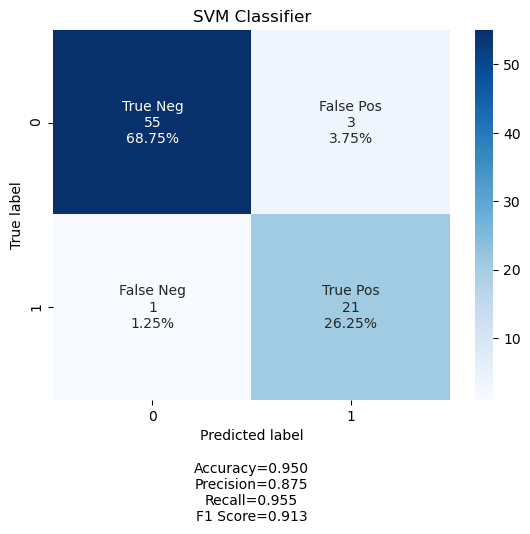 SVM Classifier
True Neg
55
68.75%
False Pos
3
3.75%
False Neg
1
1.25%
True Pos
21
26.25%
True label
0
1
0
1
Predicted label
50
40
30
20
10
Accuracy=0.950
Precision=0.875
Recall=0.955
F1 Score=0.913